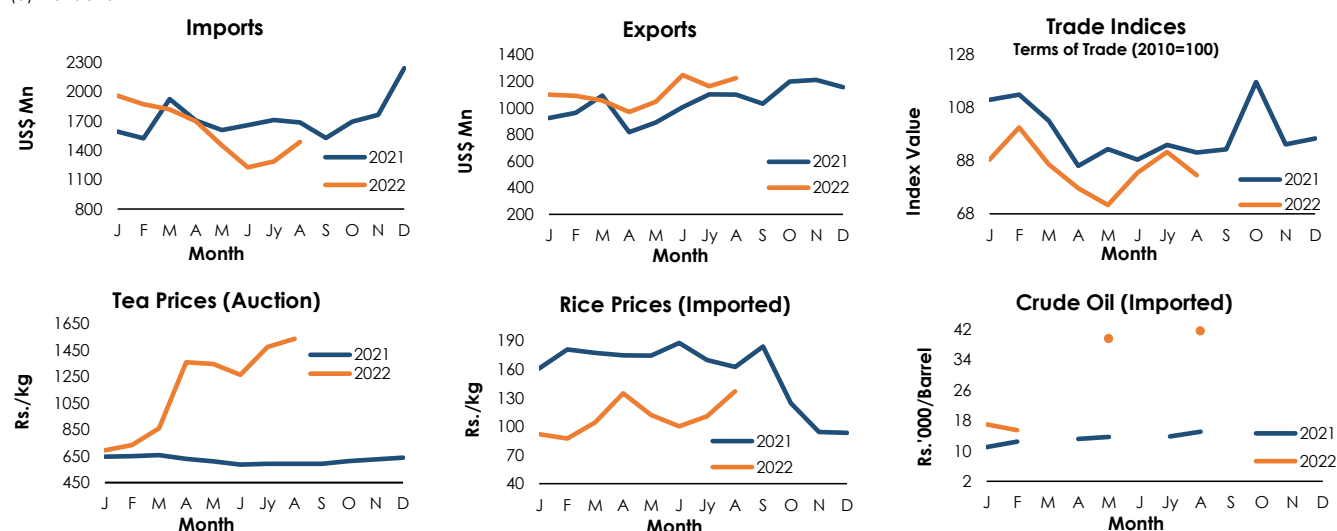 Imports
2300
2000
1700
1400
1100
800
US$ Mn
2021
2022
J F M A M J Jy A S O N D
Month
Exports
1400
1200
1000
800
600
400
200
US$ Mn
2021
2022
J F M A M J Jy A S O N D
Month
Trade Indices
Terms of Trade (2010=100)
128
108
88
68
Index Value
2021
2022
J F M A M J Jy A S O N D
Month
Tea Prices (Auction)
1650
1450
1250
1050
850
650
450
Rs./kg
2021
2022
J F M A M J Jy A S O N D
Month
Rice Prices (Imported)
190
160
130
100
70
40
Rs./kg
2021
2022
J F M A M J Jy A S O N D
Month
Crude Oil (Imported)
42
34
26
18
10
2
Rs.'000/Barrel
2021
2022
J F M A M J Jy A S O N D
Month